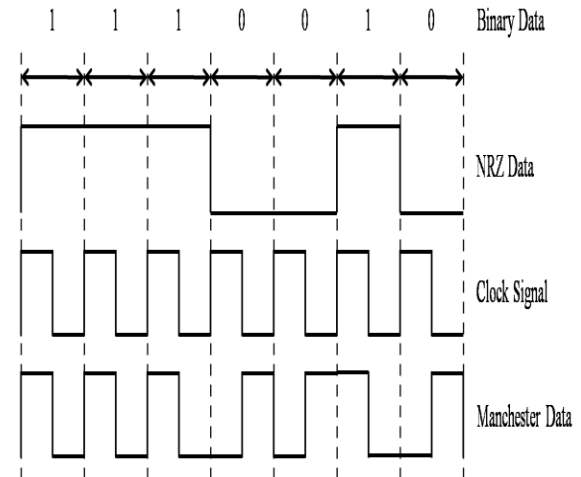 1 1 1 0 0 1 0 Binary Data
NRZ Data
Clock Signal
Manchester Data